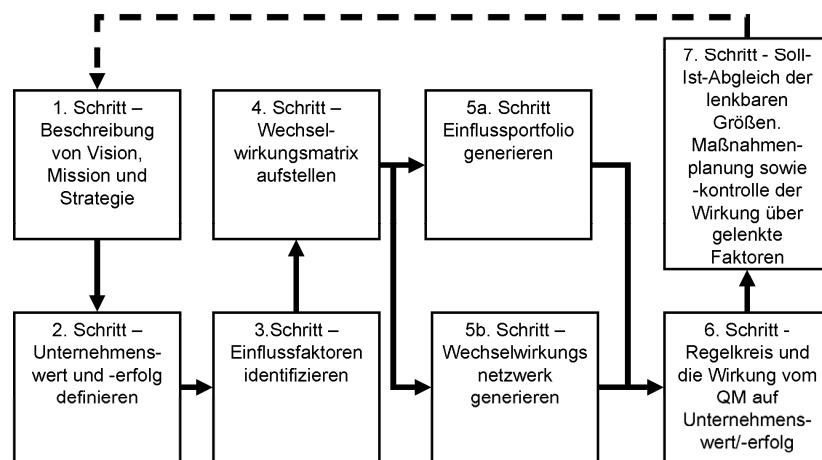 1. Schritt –
Beschreibung
von Vision,
Mission und
Strategie
2. Schritt –
Unternehmens-
wert und -erfolg
definieren
3.Schritt –
Einflussfaktoren
identifizieren
4. Schritt –
Wechsel-
wirkungsmatrix
aufstellen
5a. Schritt
Einflussportfolio
generieren
5b. Schritt –
Wechselwirkungs
netzwerk
generieren
6. Schritt -
Regelkreis und
die Wirkung vom
QM auf
Unternehmens-
wert/-erfolg
7. Schritt - Soll-
Ist-Abgleich der
lenkbaren
Größen.
Maßnahmen-
planung sowie
-kontrolle der
Wirkung über
gelenkte
Faktoren